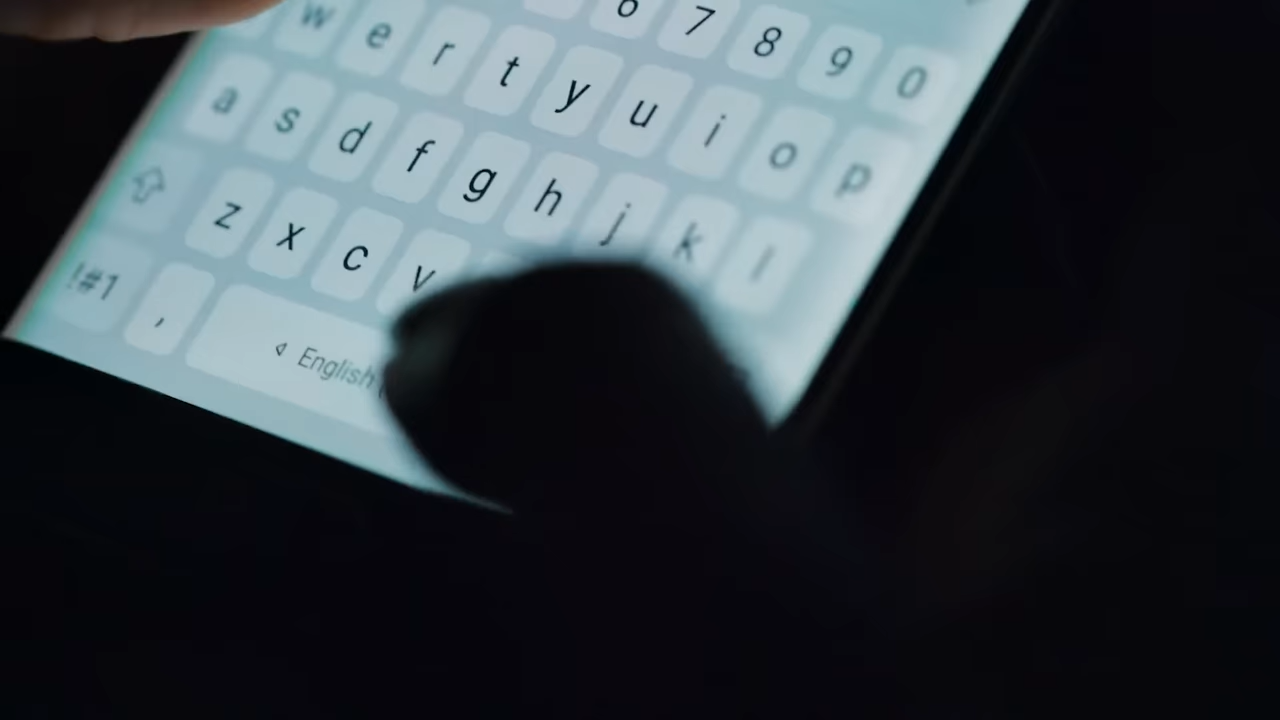 6 7 8 9 0
w e r t y u i o p
a s d f g h j k l
z x c v
!#1 , English